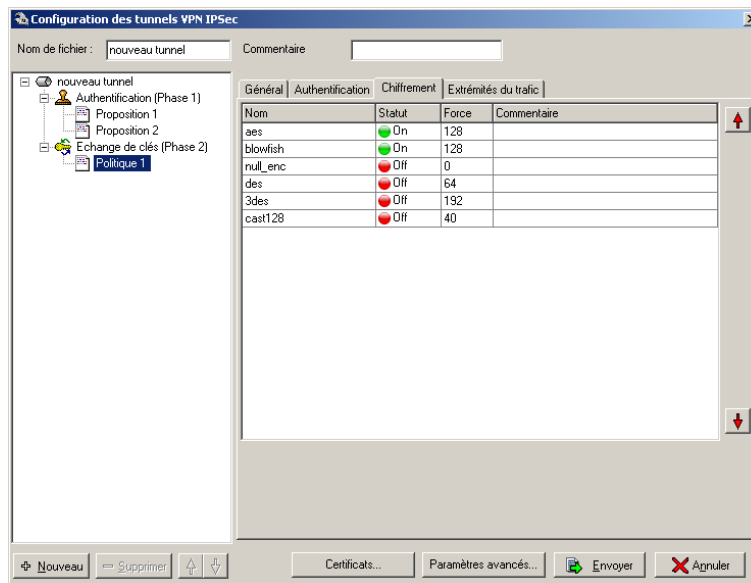 Configuration des tunnels VPN IPSec
Nom de fichier : nouveau tunnel Commentaire
nouveau tunnel
Authentification (Phase 1)
Proposition 1
Proposition 2
Echange de clés (Phase 2)
Politique 1
Général Authentification Chiffrement Extrémités du trafic
Nom Statut Force Commentaire
aes On 128
blowfish On 128
null_enc Off 0
des Off 64
3des Off 192
cast128 Off 40
Nouveau Supprimer Certificats... Paramètres avancés... Envoyer Annuler